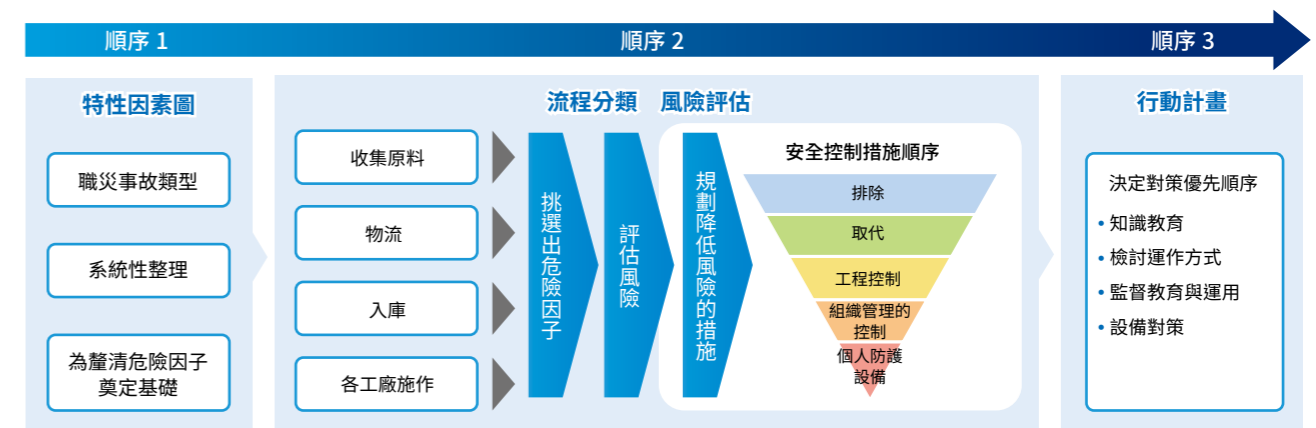 順序 1
順序 2
順序 3
特性因素圖
職災事故類型
系統性整理
為釐清危險因子
奠定基礎
流程分類
風險評估
收集原料
物流
入庫
各工廠施作
挑選出危險因子
評估風險
規劃降低風險的措施
安全控制措施順序
排除
取代
工程控制
組織管理的
控制
個人防護
設備
行動計畫
決定對策優先順序
• 知識教育
• 檢討運作方式
• 監督教育與運用
• 設備對策